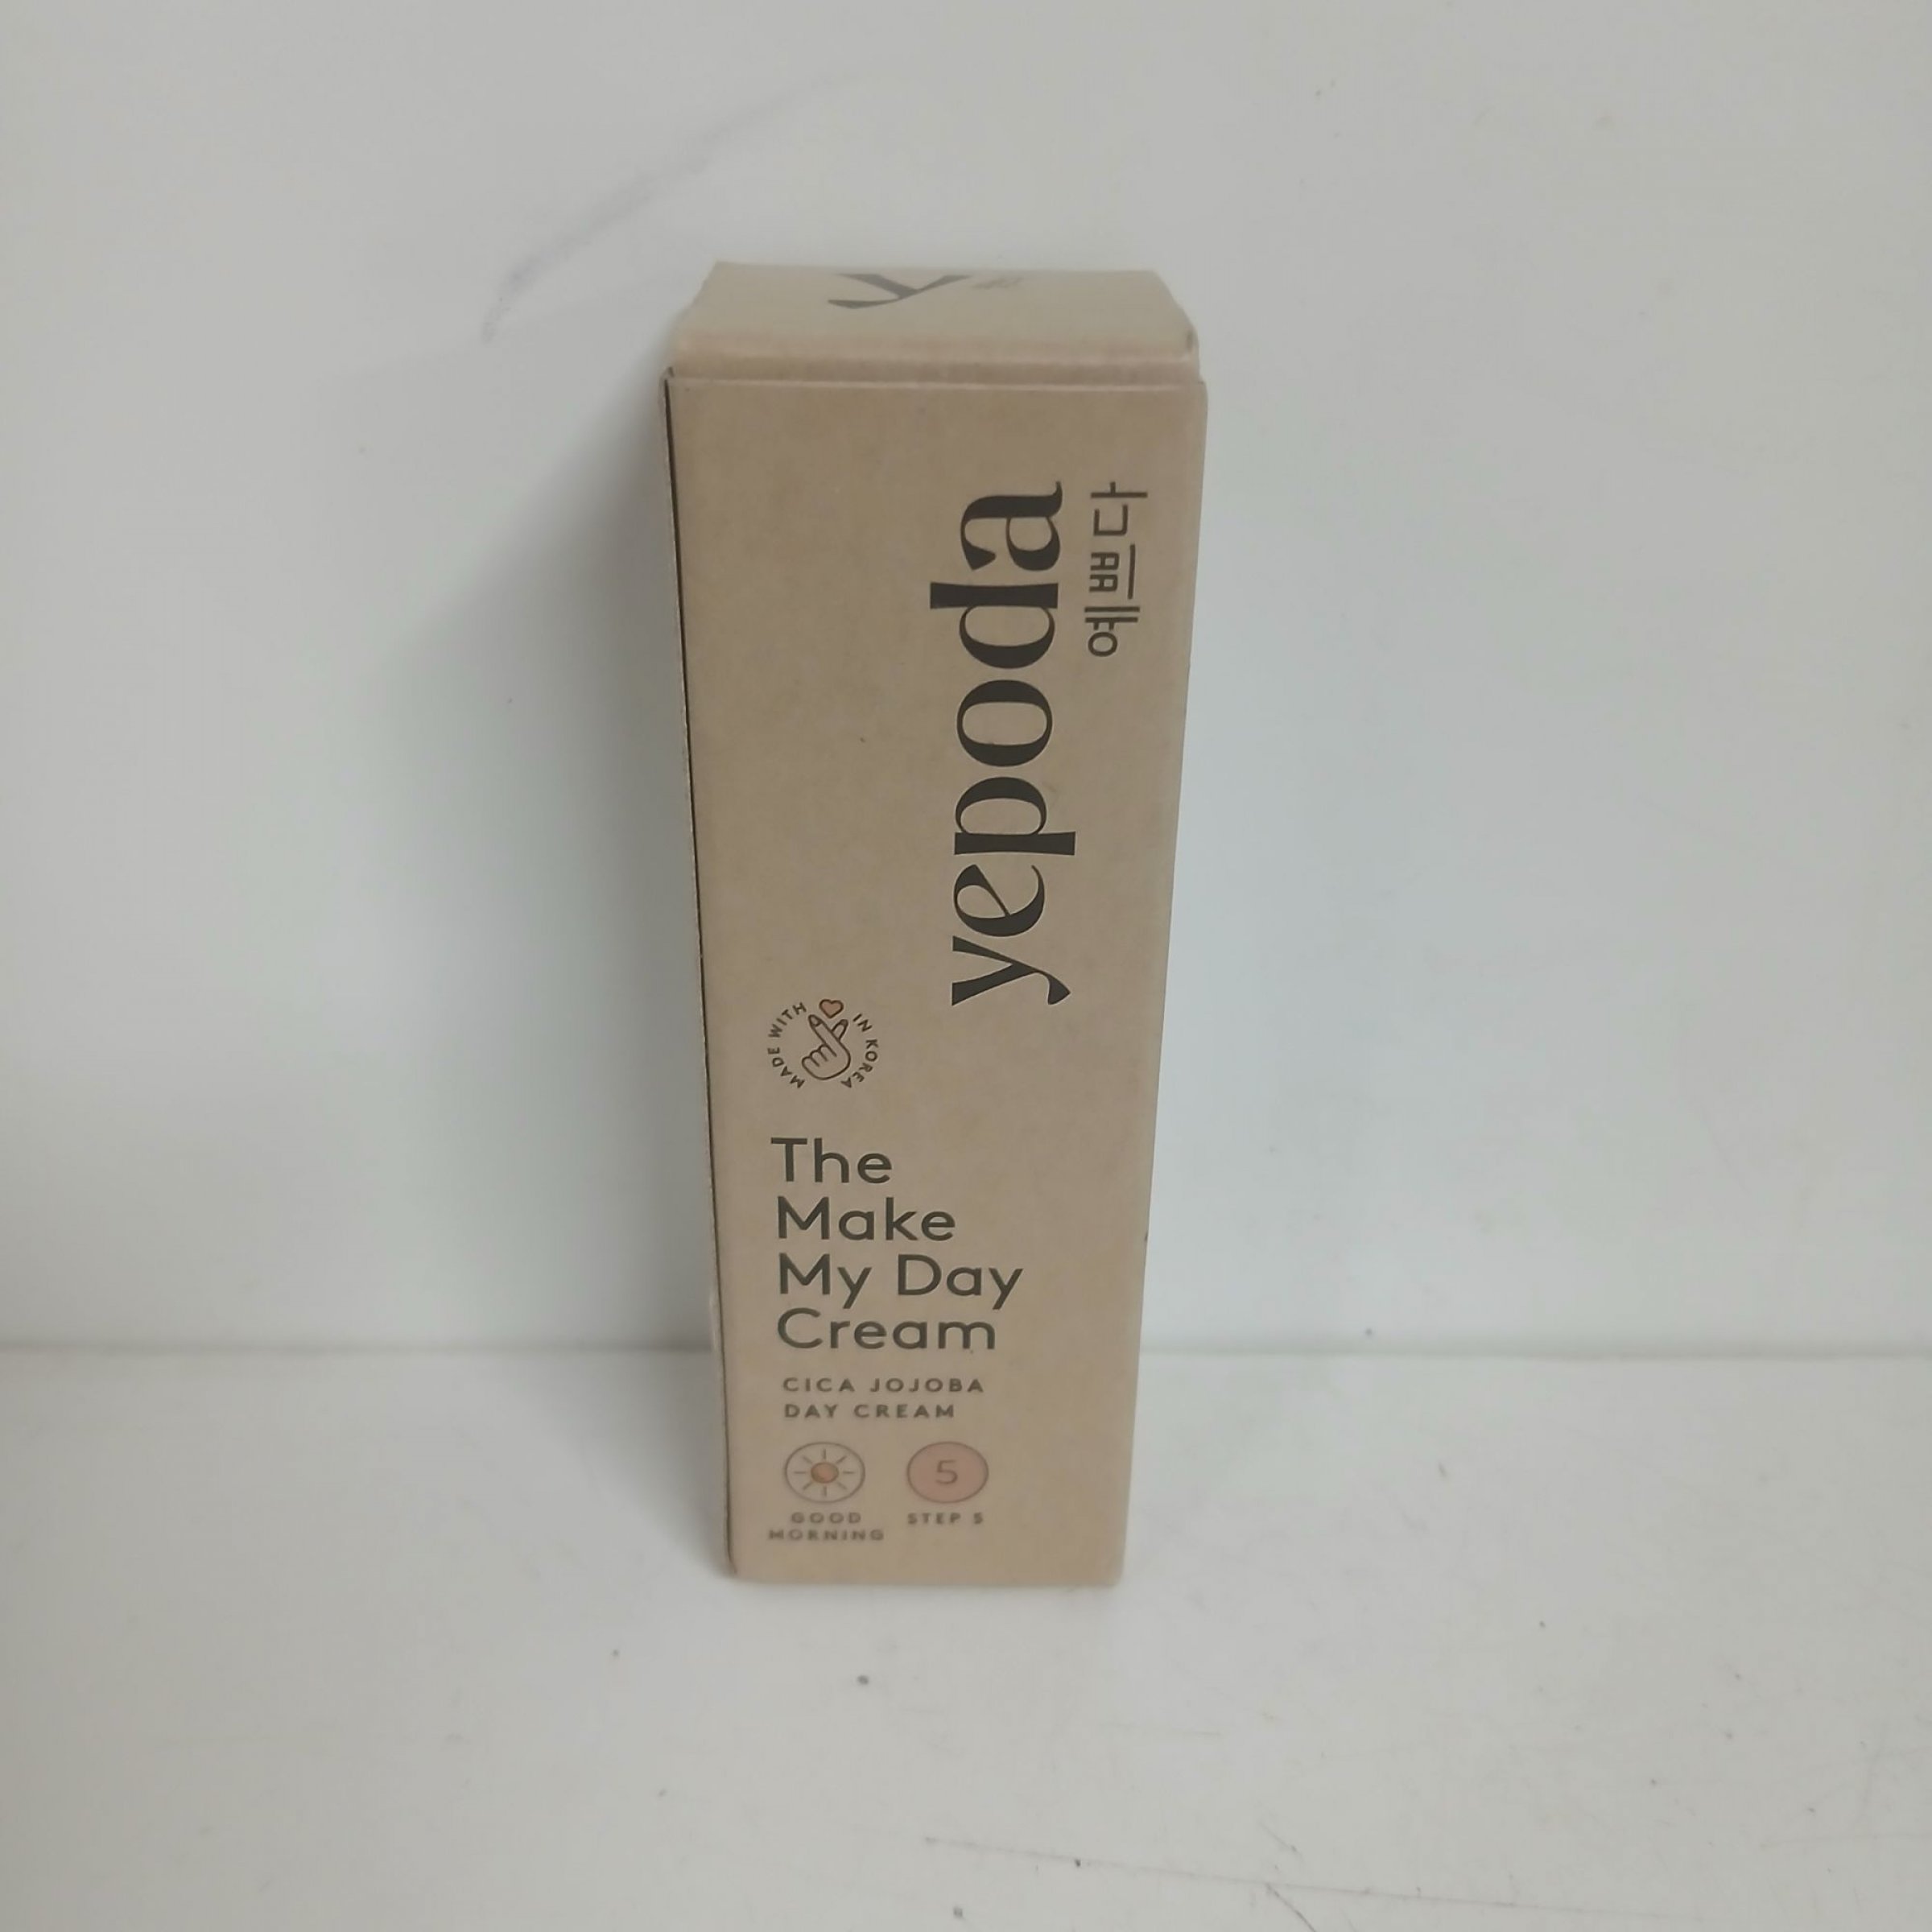 yepoda
예쁘다
MADE WITH IN KOREA
The
Make
My Day
Cream
CICA JOJOBA
DAY CREAM
5
GOOD
MORNING
STEP 5